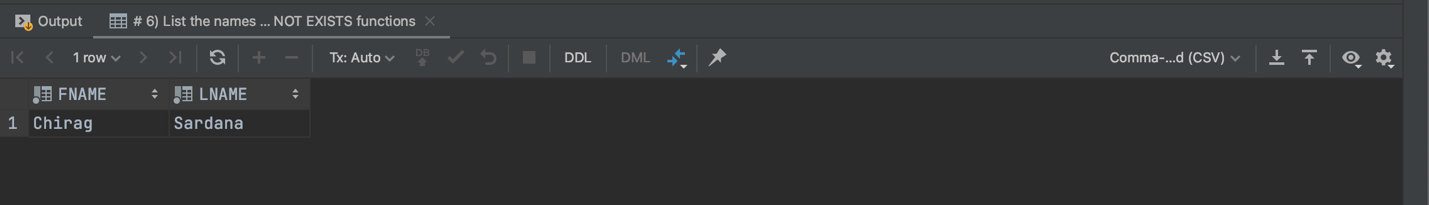 Output
# 6) List the names ... NOT EXISTS functions
1 row
Tx: Auto
DB
DDL
DML
Comma-...d (CSV)
FNAME LNAME
1 Chirag Sardana